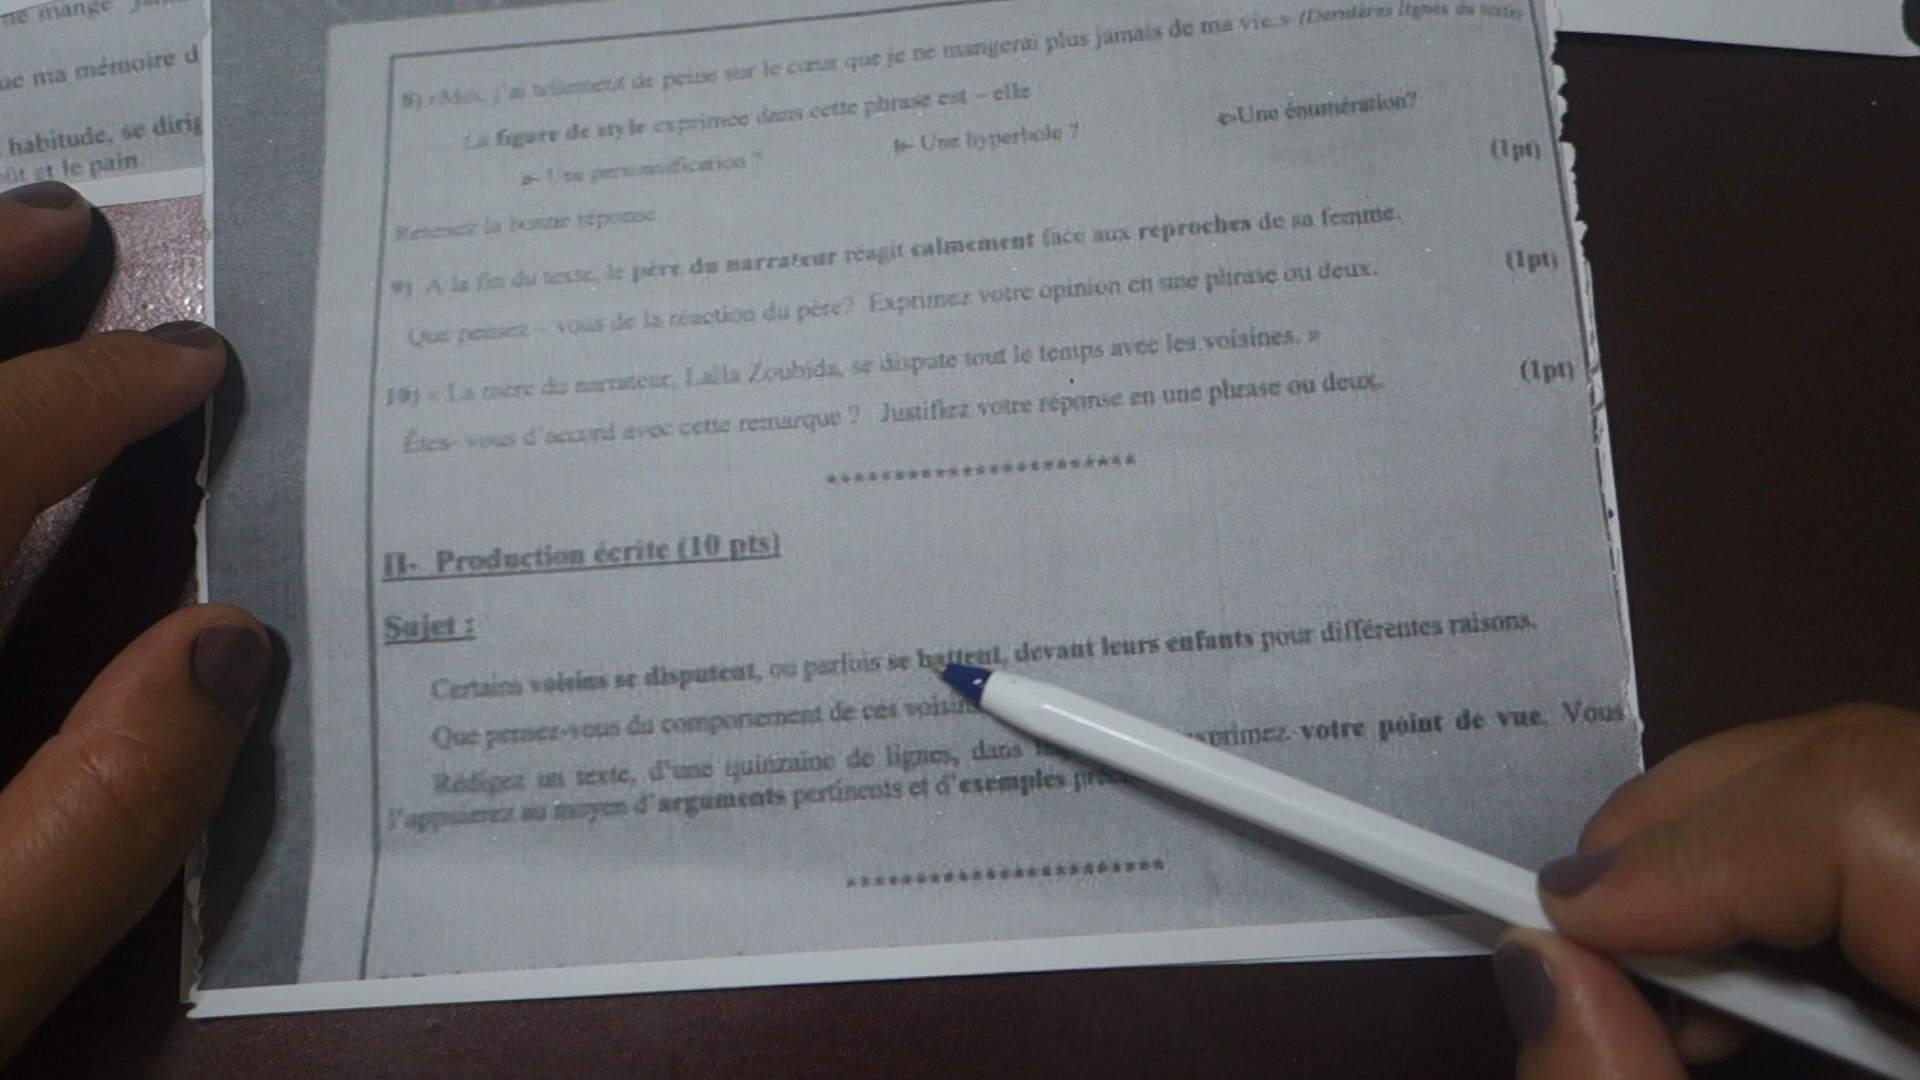 ne mange
ue ma mémoire d
habitude, se dirig
ût et le pain.
8) «Moi, j'ai tellement de peine sur le cœur que je ne mangerai plus jamais de ma vie.» (Dernières lignes du texte)
La figure de style exprimée dans cette phrase est – elle :
a- Une personnification ? b- Une hyperbole ? c-Une énumération?
Relevez la bonne réponse. (1pt)
9) A la fin du texte, le père du narrateur réagit calmement face aux reproches de sa femme.
Que pensez – vous de la réaction du père? Exprimez votre opinion en une phrase ou deux. (1pt)
10) « La mère du narrateur, Lalla Zoubida, se dispute tout le temps avec les voisines. »
Êtes- vous d'accord avec cette remarque ? Justifiez votre réponse en une phrase ou deux. (1pt)
***********************
II- Production écrite (10 pts)
Sujet :
Certains voisins se disputent, ou parfois se battent, devant leurs enfants pour différentes raisons.
Que pensez-vous du comportement de ces
Rédigez un texte, d'une quinzaine de lignes, dans votre point de vue. Vous
l'appuierez au moyen d'arguments pertinents et d'exemples
***********************